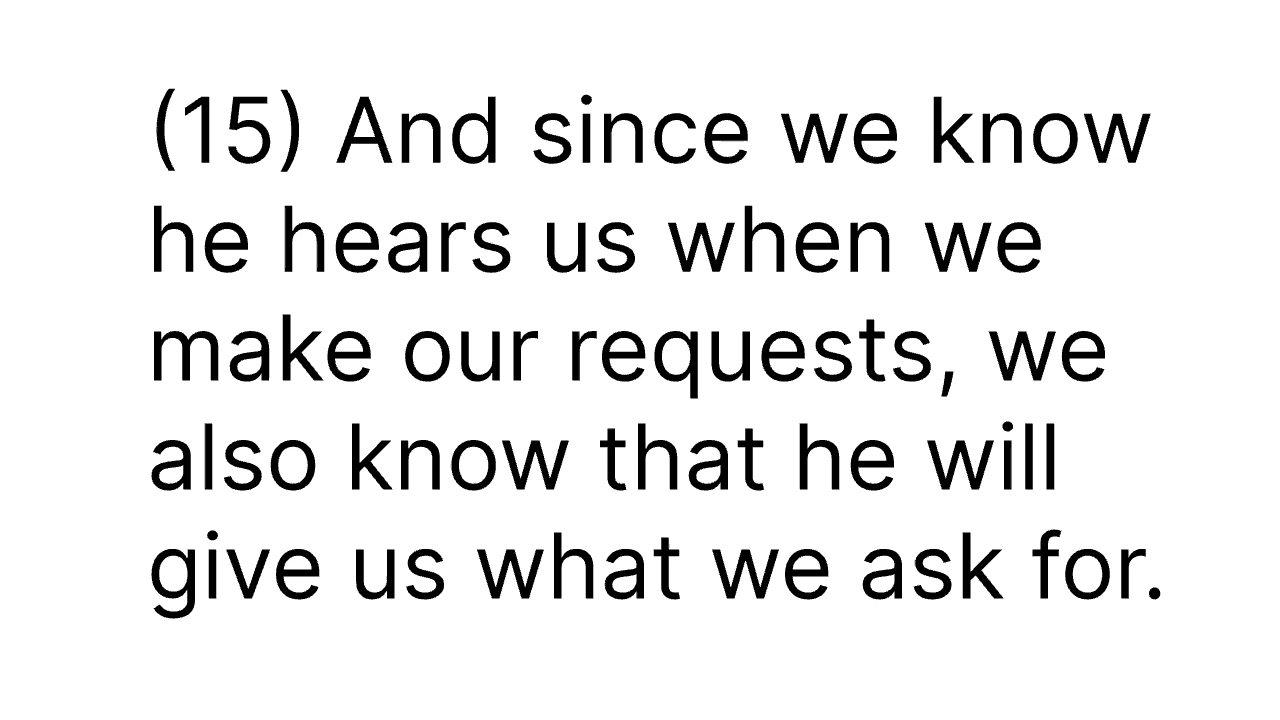 (15) And since we know
he hears us when we
make our requests, we
also know that he will
give us what we ask for.